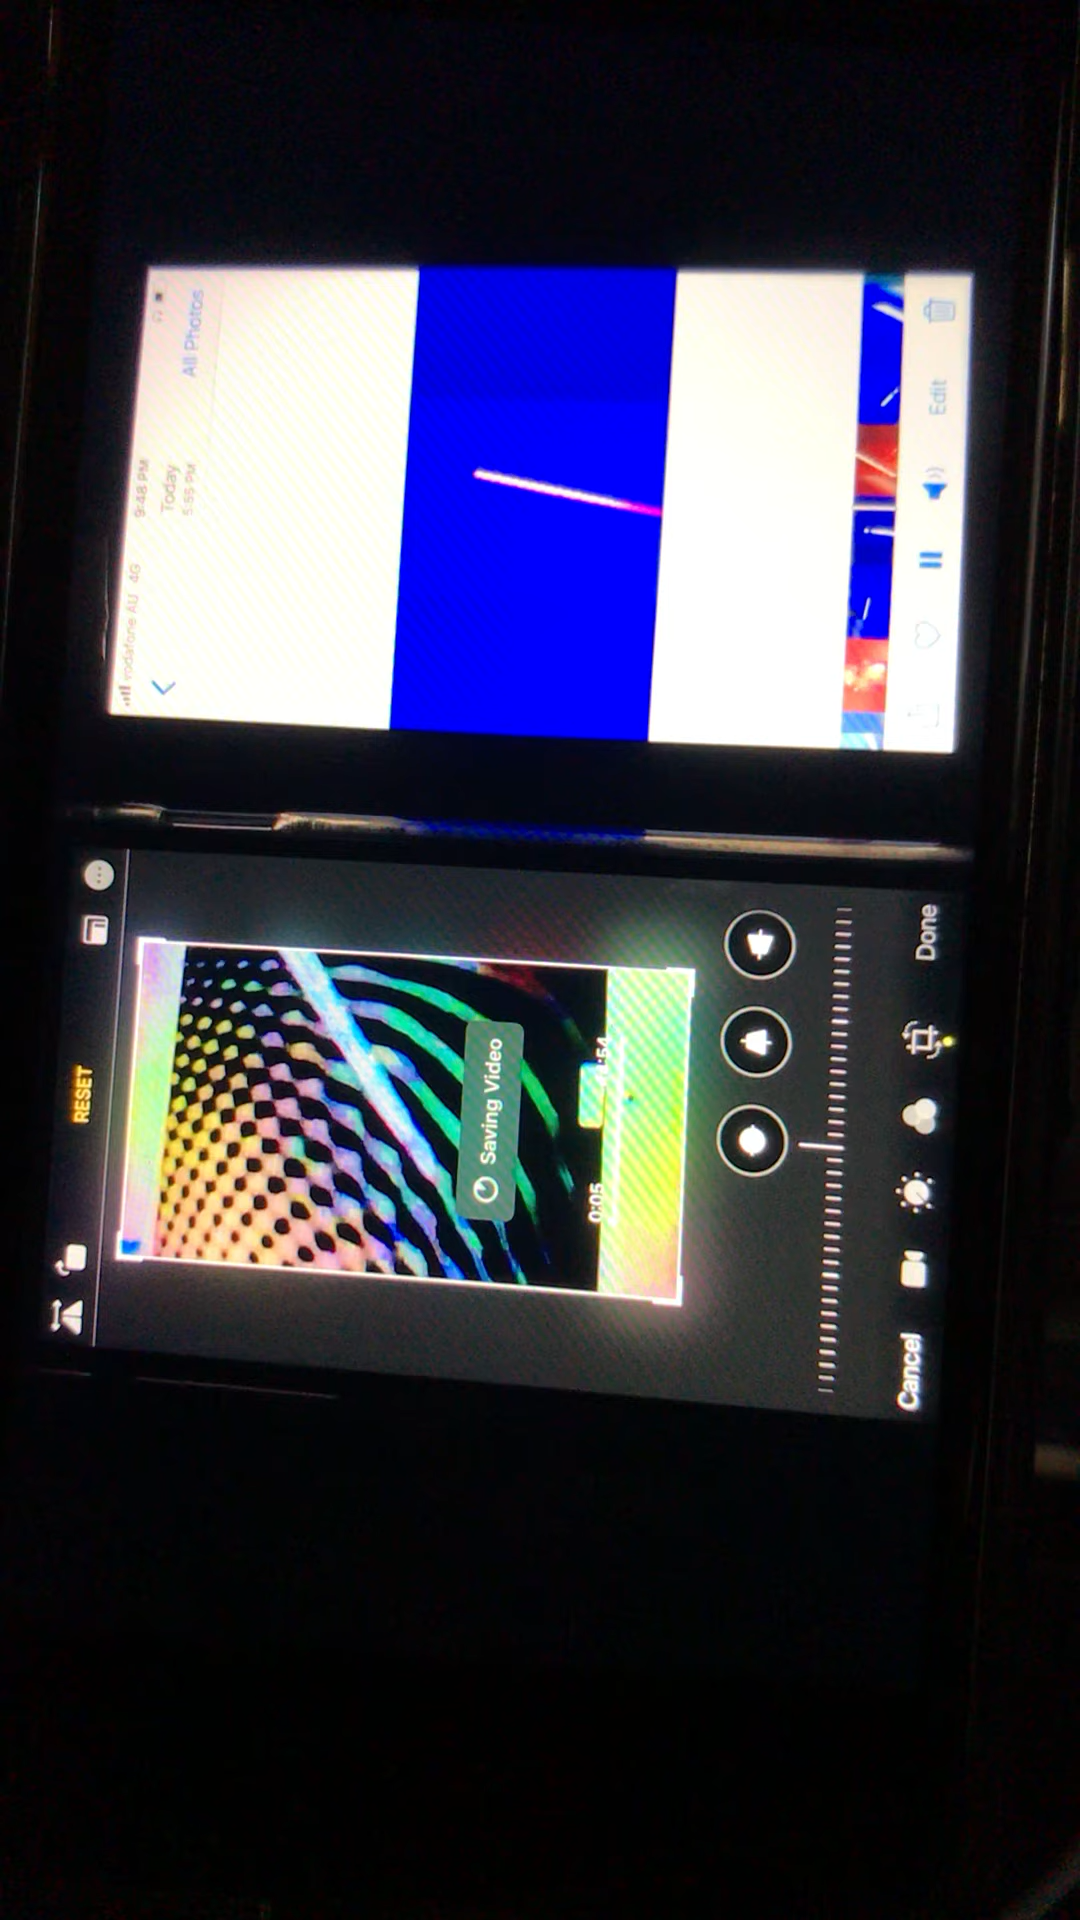 vodafone AU 4G 9:48 PM
Today
5:55 PM
All Photos
Edit
RESET
Saving Video
0:05
:54
Cancel
Done